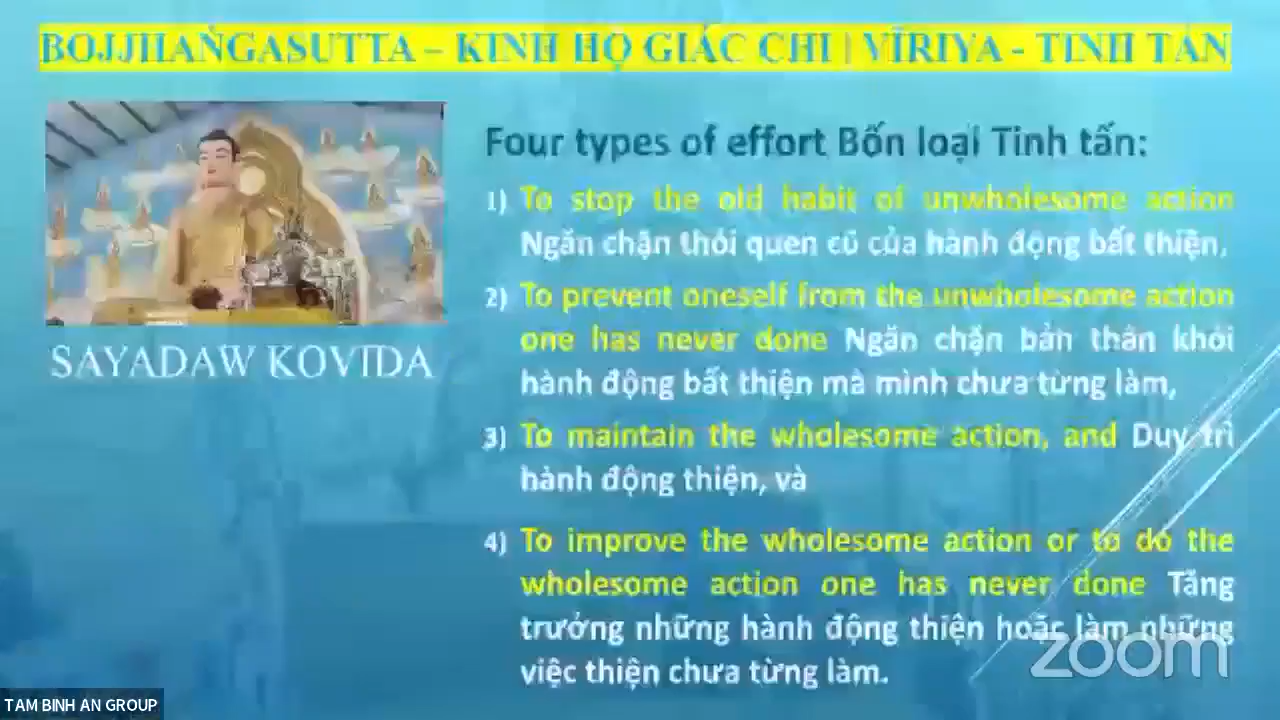 BOJJHAṄGASUTTA – KINH HỘ GIÁC CHI | VĪRIYA - TINH TẤN
Four types of effort Bốn loại Tinh tấn:
1) To stop the old habit of unwholesome action
Ngăn chặn thói quen cũ của hành động bất thiện,
2) To prevent oneself from the unwholesome action
one has never done Ngăn chặn bản thân khỏi
hành động bất thiện mà mình chưa từng làm,
SAYADAW KOVIDA
3) To maintain the wholesome action, and Duy trì
hành động thiện, và
4) To improve the wholesome action or to do the
wholesome action one has never done Tăng
trưởng những hành động thiện hoặc làm những
việc thiện chưa từng làm.
zoom
TAM BINH AN GROUP